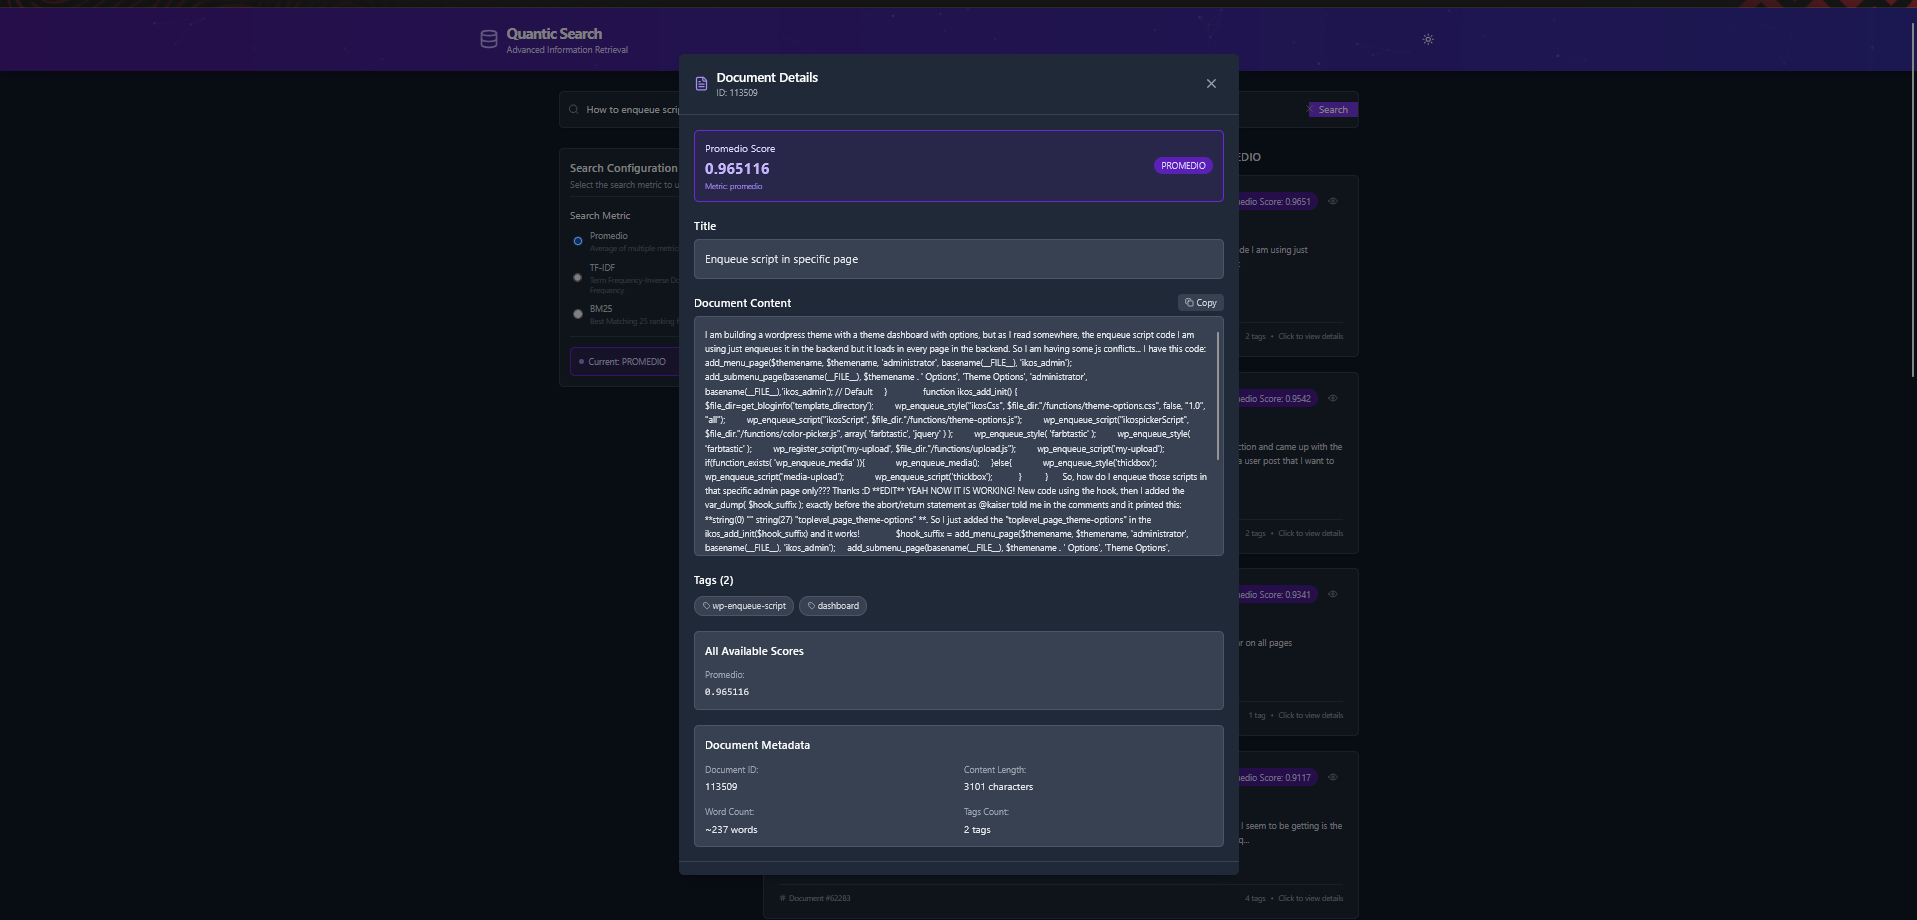 Quantic Search
Advanced Information Retrieval
How to enqueue scrip
Search
Search Configuration
Select the search metric to u
Search Metric
Promedio
Average of multiple metric
TF-IDF
Term Frequency-Inverse Do
Frequency
BM25
Best Matching 25 ranking f
Current: PROMEDIO
Document Details
ID: 113509
Promedio Score
0.965116
Metric: promedio
PROMEDIO
Title
Enqueue script in specific page
Document Content
Copy
I am building a wordpress theme with a theme dashboard with options, but as I read somewhere, the enqueue script code I am
using just enqueues it in the backend but it loads in every page in the backend. So I am having some js conflicts... I have this code:
add_menu_page($themename, $themename, 'administrator', basename(__FILE__), 'ikos_admin');
add_submenu_page(basename(__FILE__), $themename . ' Options', 'Theme Options', 'administrator',
basename(__FILE__),'ikos_admin'); // Default } function ikos_add_init() {
$file_dir=get_bloginfo('template_directory'); wp_enqueue_style("ikosCss", $file_dir."/functions/theme-options.css", false, "1.0",
"all"); wp_enqueue_script("ikosScript", $file_dir."/functions/theme-options.js"); wp_enqueue_script("ikospickerScript",
$file_dir."/functions/color-picker.js", array( 'farbtastic', 'jquery' ) ); wp_enqueue_style( 'farbtastic' ); wp_enqueue_style(
'farbtastic' ); wp_register_script('my-upload', $file_dir."/functions/upload.js"); wp_enqueue_script('my-upload');
if(function_exists( 'wp_enqueue_media' )){ wp_enqueue_media(); }else{ wp_enqueue_style('thickbox');
wp_enqueue_script('media-upload'); wp_enqueue_script('thickbox'); } } So, how do I enqueue those scripts in
that specific admin page only??? Thanks :D **EDIT** YEAH NOW IT IS WORKING! New code using the hook, then I added the
var_dump( $hook_suffix ); exactly before the abort/return statement as @kaiser told me in the comments and it printed this:
**string(0) "" string(27) "toplevel_page_theme-options" **. So I just added the "toplevel_page_theme-options" in the
ikos_add_init($hook_suffix) and it works! $hook_suffix = add_menu_page($themename, $themename, 'administrator',
basename(__FILE__), 'ikos_admin'); add_submenu_page(basename(__FILE__), $themename . ' Options', 'Theme Options',
Tags (2)
wp-enqueue-script
dashboard
All Available Scores
Promedio:
0.965116
Document Metadata
Document ID:
113509
Content Length:
3101 characters
Word Count:
~237 words
Tags Count:
2 tags
EDIO
edio Score: 0.9651
de I am using just
2 tags • Click to view details
edio Score: 0.9542
ction and came up with the
a user post that I want to
2 tags • Click to view details
edio Score: 0.9341
r on all pages
1 tag • Click to view details
edio Score: 0.9117
I seem to be getting is the
q...
# Document #62283
4 tags • Click to view details